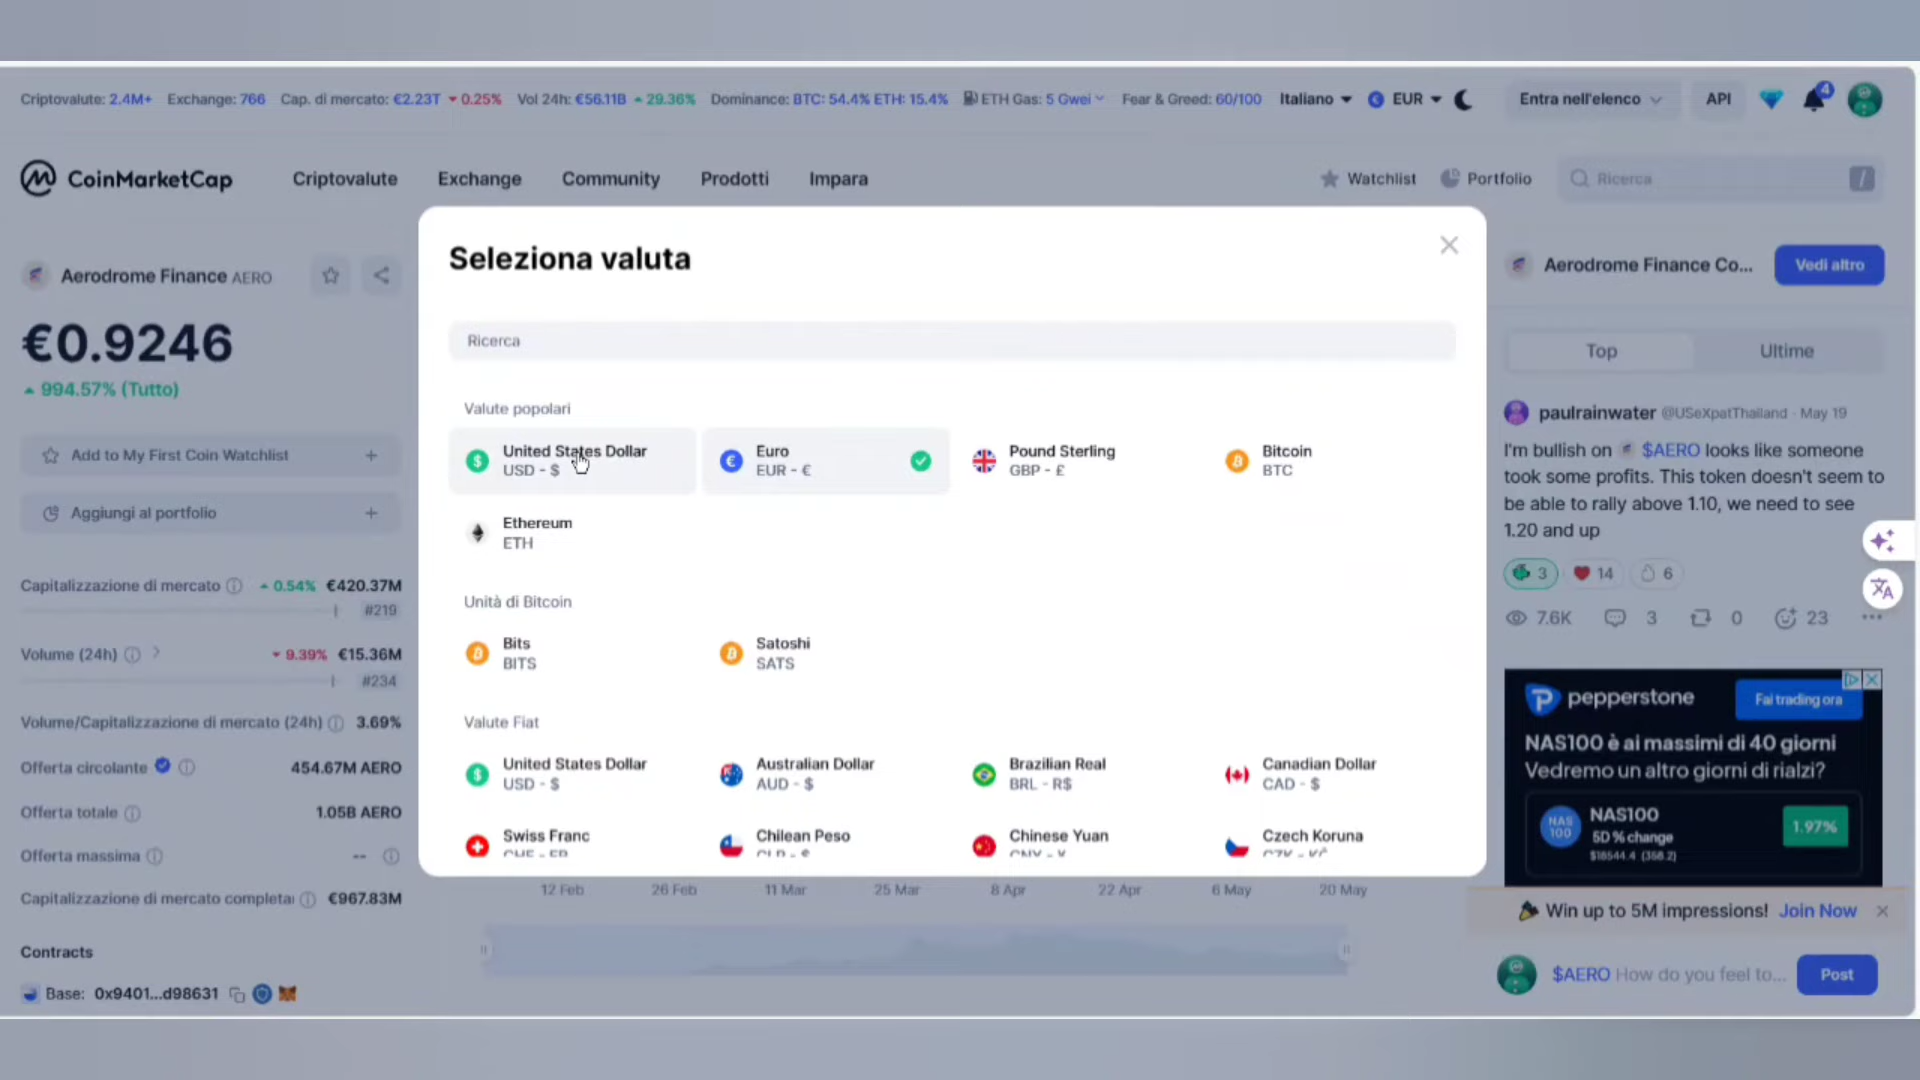 Criptovalute: 2.4M+ Exchange: 766 Cap. di mercato: €2.23T 0.25% Vol 24h: €56.11B 29.36% Dominance: BTC: 54.4% ETH: 15.4% ETH Gas: 5 Gwei Fear & Greed: 60/100 Italiano EUR Entra nell'elenco API 4
CoinMarketCap Criptovalute Exchange Community Prodotti Impara Watchlist Portfolio Ricerca /
Aerodrome Finance AERO
€0.9246
994.57% (Tutto)
Add to My First Coin Watchlist +
Aggiungi al portfolio +
Capitalizzazione di mercato 0.54% €420.37M
#219
Volume (24h) 9.39% €15.36M
#234
Volume/Capitalizzazione di mercato (24h) 3.69%
Offerta circolante 454.67M AERO
Offerta totale 1.05B AERO
Offerta massima --
Capitalizzazione di mercato completa €967.83M
Contracts
Base: 0x9401...d98631
Seleziona valuta
Ricerca
Valute popolari
United States Dollar
USD - $
Euro
EUR - €
Pound Sterling
GBP - £
Bitcoin
BTC
Ethereum
ETH
Unità di Bitcoin
Bits
BITS
Satoshi
SATS
Valute Fiat
United States Dollar
USD - $
Australian Dollar
AUD - $
Brazilian Real
BRL - R$
Canadian Dollar
CAD - $
Swiss Franc
Chilean Peso
Chinese Yuan
Czech Koruna
12 Feb 26 Feb 11 Mar 25 Mar 8 Apr 22 Apr 6 May 20 May
Aerodrome Finance Co... Vedi altro
Top Ultime
paulrainwater @USeXpatThailand · May 19
I'm bullish on $AERO looks like someone
took some profits. This token doesn't seem to
be able to rally above 1.10, we need to see
1.20 and up
3 14 6
7.6K 3 0 23 ...
pepperstone Fai trading ora
NAS100 è ai massimi di 40 giorni
Vedremo un altro giorni di rialzi?
NAS
100
NAS100
5D % change
$18544.4 (358.2)
1.97%
Win up to 5M impressions! Join Now
$AERO How do you feel to... Post